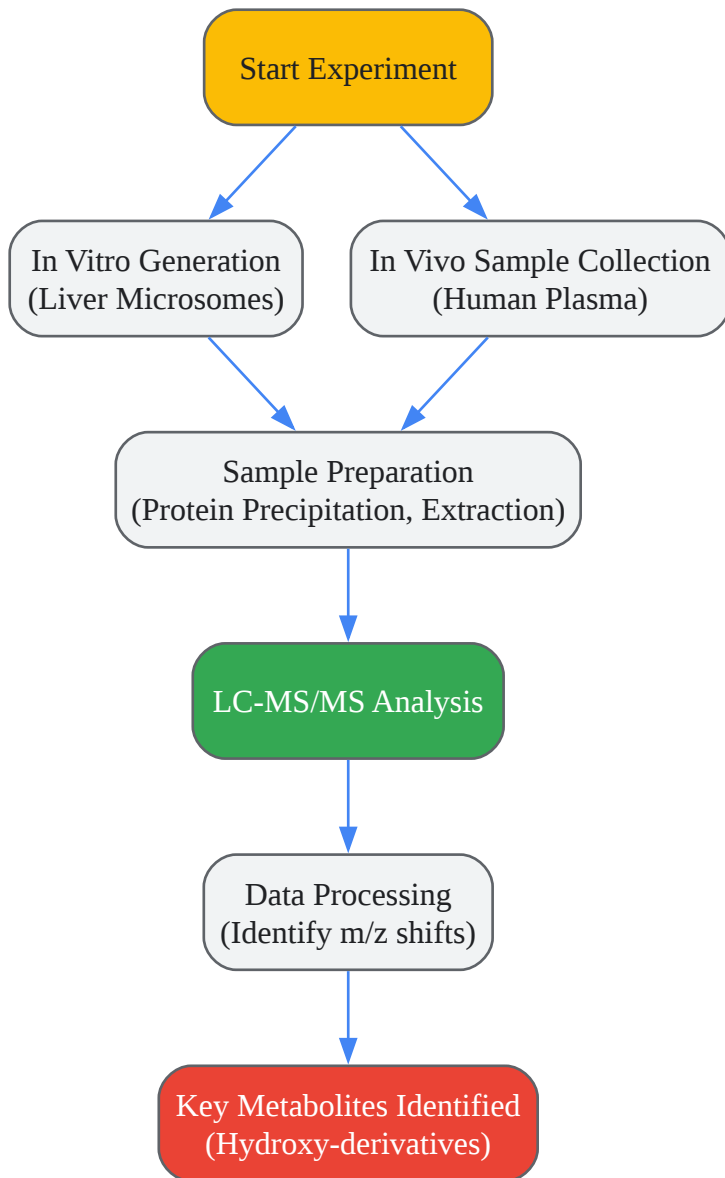 Start Experiment
In Vitro Generation
(Liver Microsomes)
In Vivo Sample Collection
(Human Plasma)
Sample Preparation
(Protein Precipitation, Extraction)
LC-MS/MS Analysis
Data Processing
(Identify m/z shifts)
Key Metabolites Identified
(Hydroxy-derivatives)